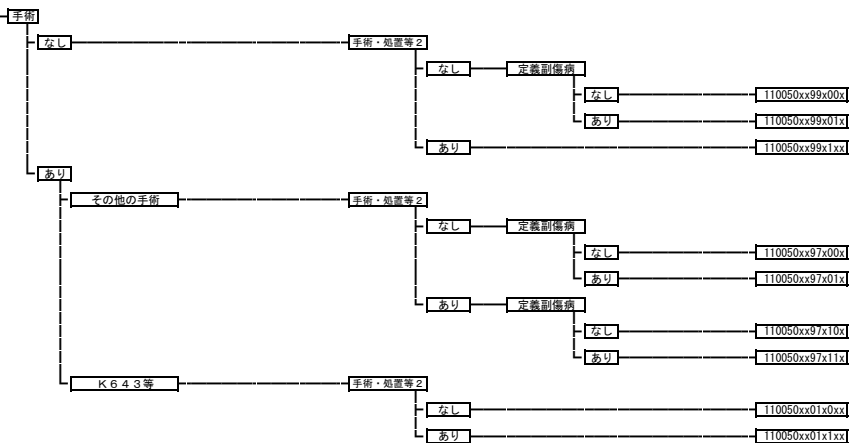 手術
なし 手術・処置等2
なし 定義副傷病
なし 110050xx99x00x
あり 110050xx99x01x
あり 110050xx99x1xx
あり
その他の手術 手術・処置等2
なし 定義副傷病
なし 110050xx97x00x
あり 110050xx97x01x
あり 定義副傷病
なし 110050xx97x10x
あり 110050xx97x11x
K643等 手術・処置等2
なし 110050xx01x0xx
あり 110050xx01x1xx